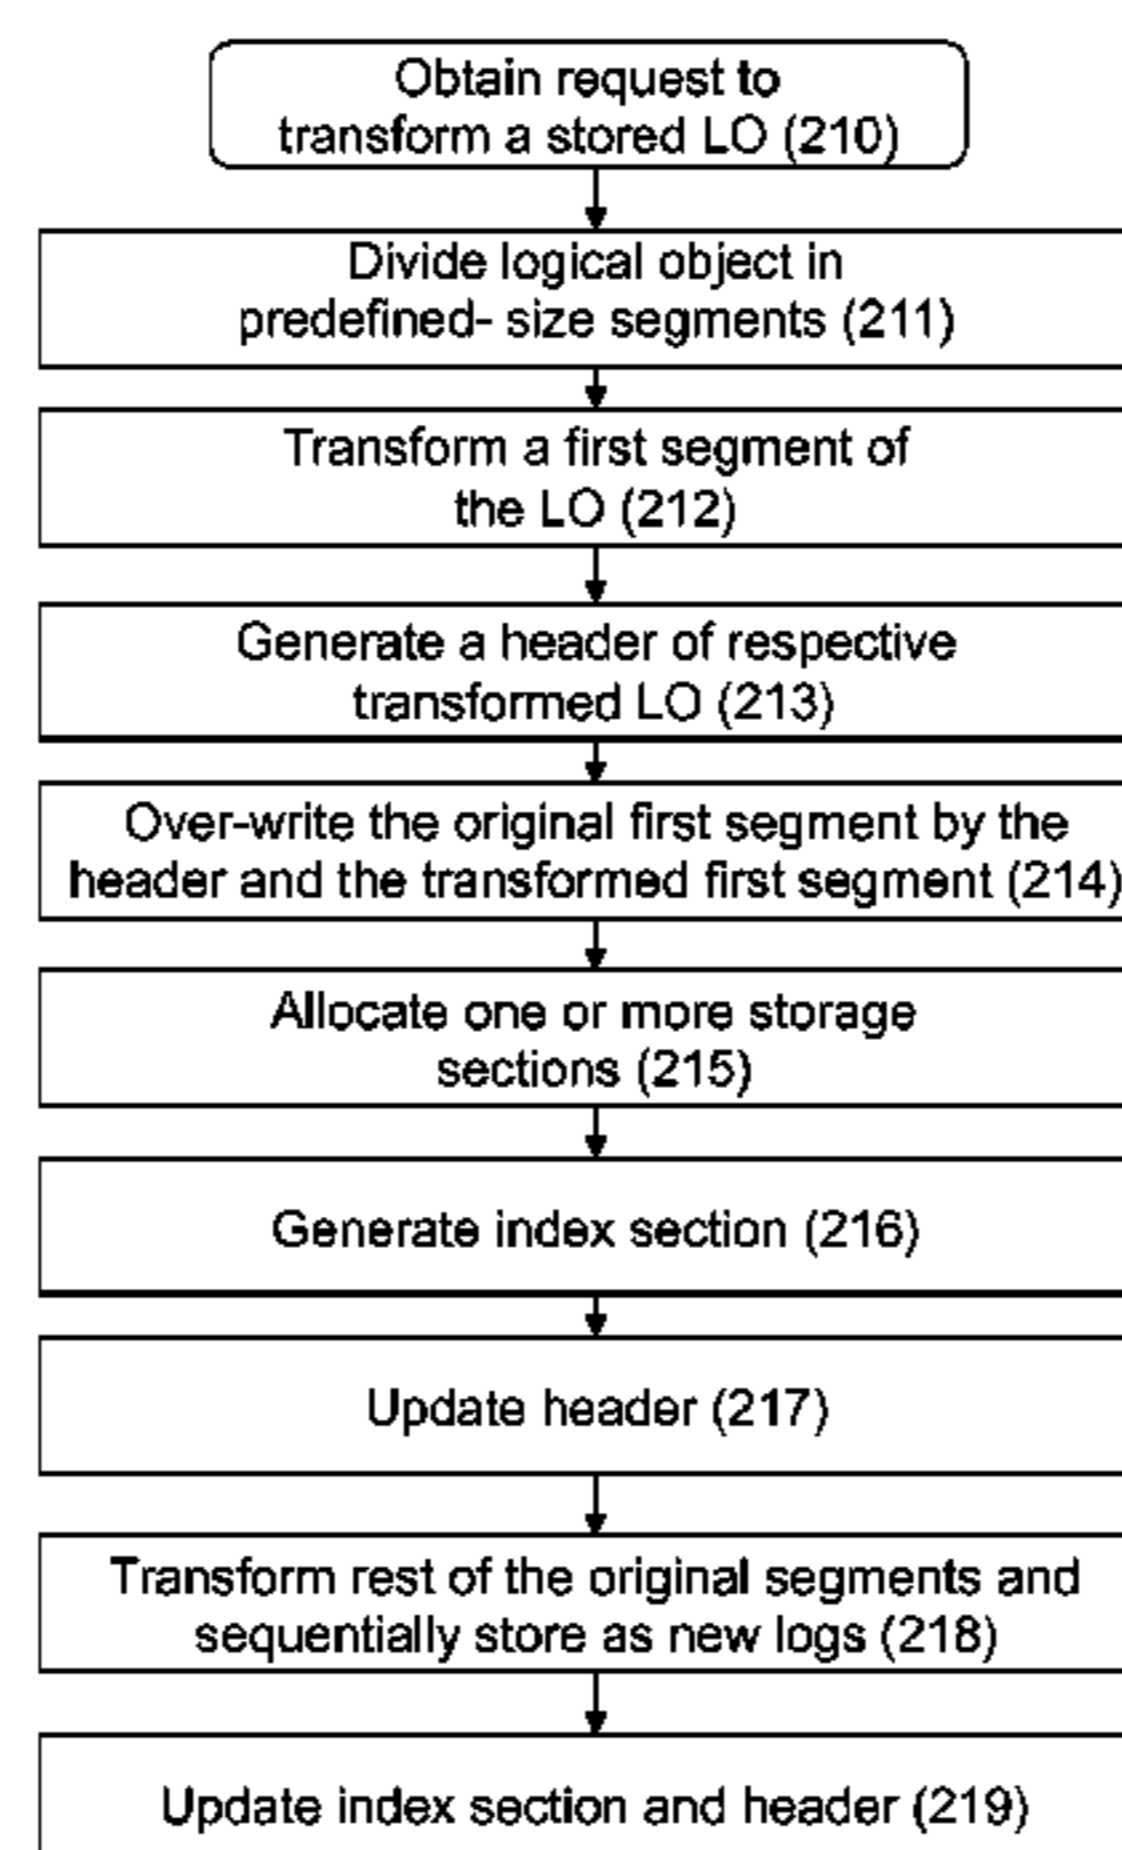 Obtain request to
transform a stored LO (210)
Divide logical object in
predefined- size segments (211)
Transform a first segment of
the LO (212)
Generate a header of respective
transformed LO (213)
Over-write the original first segment by the
header and the transformed first segment (214)
Allocate one or more storage
sections (215)
Generate index section (216)
Update header (217)
Transform rest of the original segments and
sequentially store as new logs (218)
Update index section and header (219)